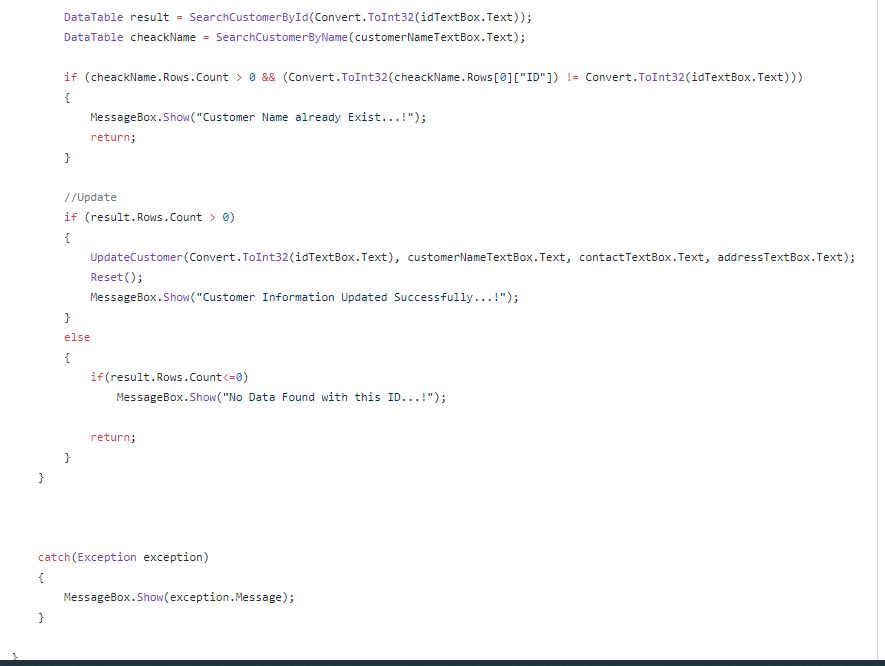 DataTable result = SearchCustomerById(Convert.ToInt32(idTextBox.Text));
DataTable cheackName = SearchCustomerByName(customerNameTextBox.Text);
if (cheackName.Rows.Count > 0 && (Convert.ToInt32(cheackName.Rows[0]["ID"]) != Convert.ToInt32(idTextBox.Text)))
{
MessageBox.Show("Customer Name already Exist...!");
return;
}
//Update
if (result.Rows.Count > 0)
{
UpdateCustomer(Convert.ToInt32(idTextBox.Text), customerNameTextBox.Text, contactTextBox.Text, addressTextBox.Text);
Reset();
MessageBox.Show("Customer Information Updated Successfully...!");
}
else
{
if(result.Rows.Count<=0)
MessageBox.Show("No Data Found with this ID...!");
return;
}
}
catch(Exception exception)
{
MessageBox.Show(exception.Message);
}
}